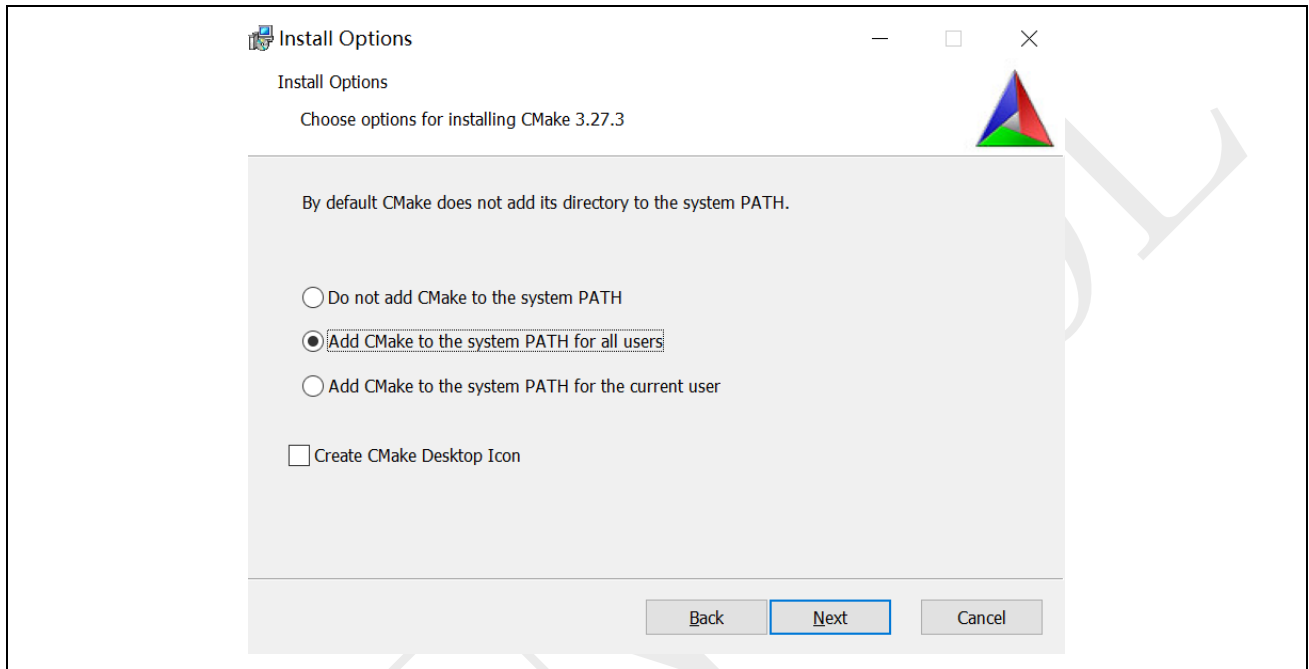 Install Options
Install Options
Choose options for installing CMake 3.27.3
By default CMake does not add its directory to the system PATH.
Do not add CMake to the system PATH
Add CMake to the system PATH for all users
Add CMake to the system PATH for the current user
Create CMake Desktop Icon
Back Next Cancel